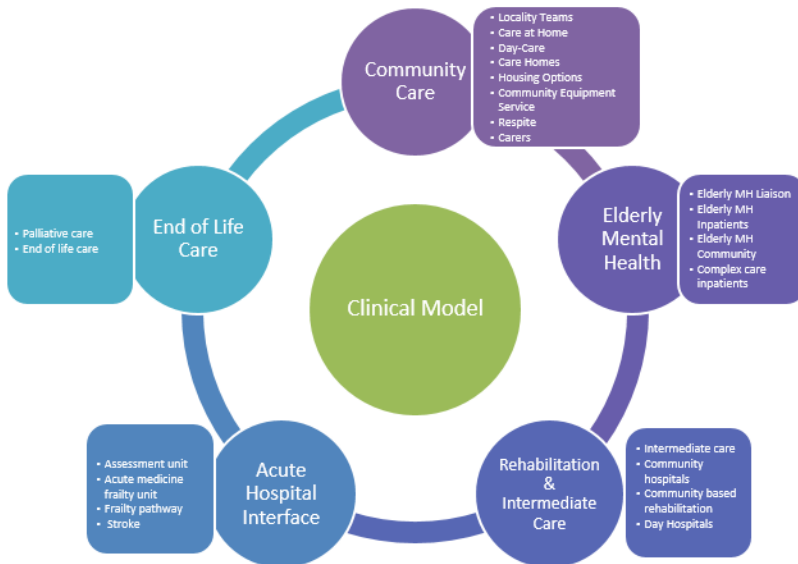 Community
Care
• Locality Teams
• Care at Home
• Day-Care
• Care Homes
• Housing Options
• Community Equipment
Service
• Respite
• Carers
Elderly
Mental
Health
• Elderly MH Liaison
• Elderly MH
Inpatients
• Elderly MH
Community
• Complex care
inpatients
Rehabilitation
&
Intermediate
Care
• Intermediate care
• Community
hospitals
• Community based
rehabilitation
• Day Hospitals
Acute
Hospital
Interface
• Assessment unit
• Acute medicine
frailty unit
• Frailty pathway
• Stroke
End of Life
Care
• Palliative care
• End of life care
Clinical Model